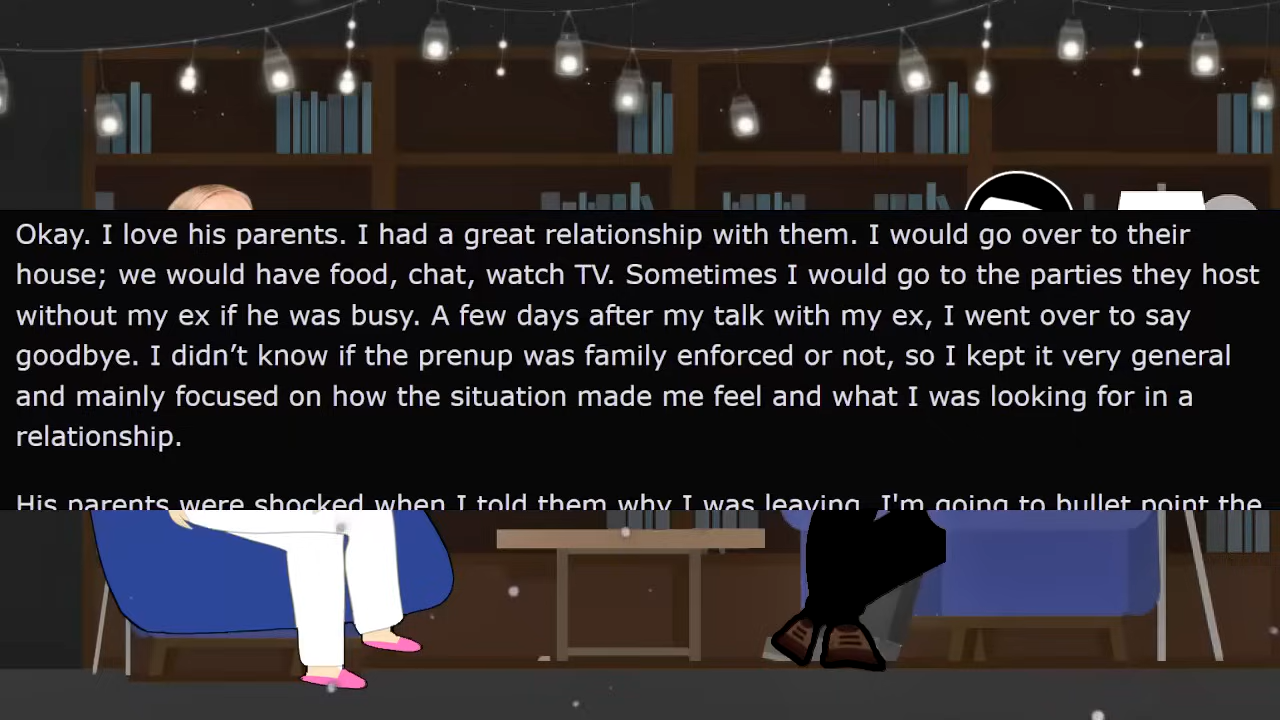 Okay. I love his parents. I had a great relationship with them. I would go over to their
house; we would have food, chat, watch TV. Sometimes I would go to the parties they host
without my ex if he was busy. A few days after my talk with my ex, I went over to say
goodbye. I didn’t know if the prenup was family enforced or not, so I kept it very general
and mainly focused on how the situation made me feel and what I was looking for in a
relationship.
His parents were shocked when I told them why I was leaving. I'm going to bullet point the